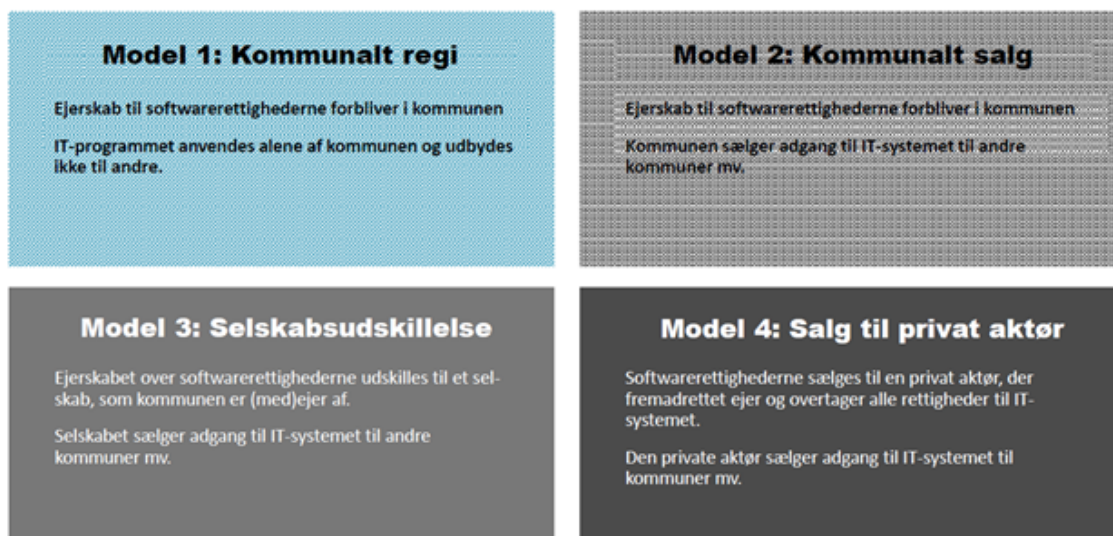 Model 1: Kommunalt regi
Ejerskab til softwarerettighederne forbliver i kommunen
IT-programmet anvendes alene af kommunen og udbydes
ikke til andre.
Model 2: Kommunalt salg
Ejerskab til softwarerettighederne forbliver i kommunen
Kommunen sælger adgang til IT-systemet til andre
kommuner mv.
Model 3: Selskabsudskillelse
Ejerskabet over softwarerettighederne udskilles til et sel-
skab, som kommunen er (med)ejer af.
Selskabet sælger adgang til IT-systemet til andre
kommuner mv.
Model 4: Salg til privat aktør
Softwarerettighederne sælges til en privat aktør, der
fremadrettet ejer og overtager alle rettigheder til IT-
systemet.
Den private aktør sælger adgang til IT-systemet til
kommuner mv.